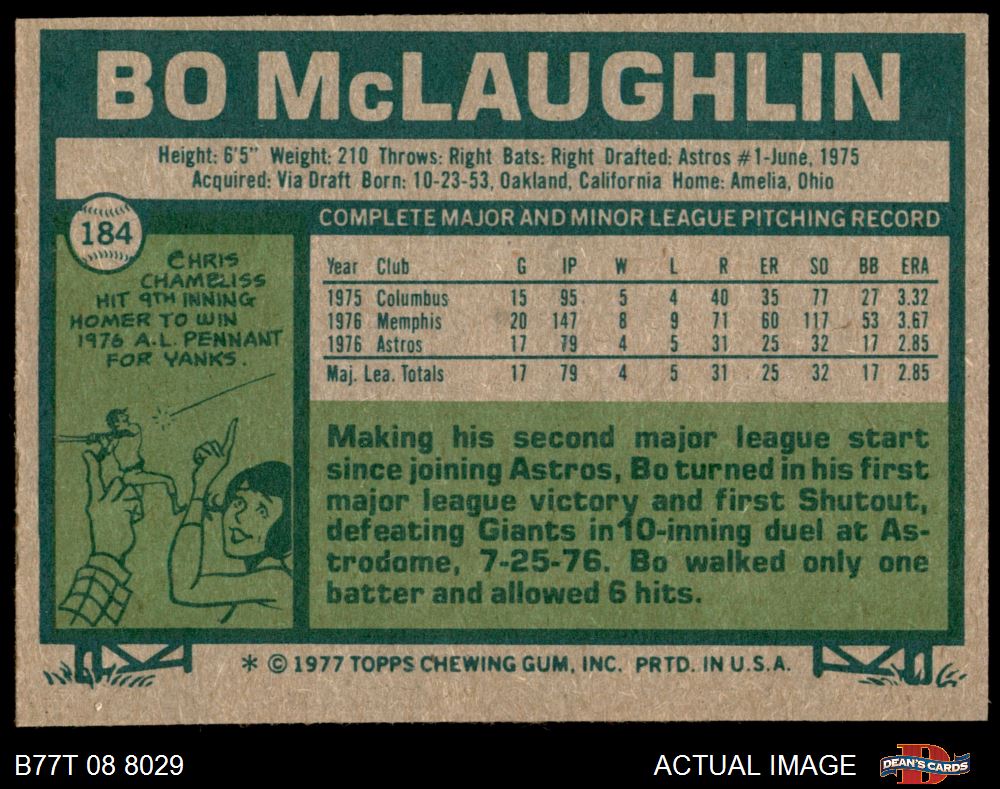 BO McLAUGHLIN
Height: 6'5" Weight: 210 Throws: Right Bats: Right Drafted: Astros #1-June, 1975
Acquired: Via Draft Born: 10-23-53, Oakland, California Home: Amelia, Ohio
184
CHRIS
CHAMBLISS
HIT 9TH INNING
HOMER TO WIN
1976 A.L. PENNANT
FOR YANKS.
COMPLETE MAJOR AND MINOR LEAGUE PITCHING RECORD
Year Club G IP W L R ER SO BB ERA
1975 Columbus 15 95 5 4 40 35 77 27 3.32
1976 Memphis 20 147 8 9 71 60 117 53 3.67
1976 Astros 17 79 4 5 31 25 32 17 2.85
Maj. Lea. Totals 17 79 4 5 31 25 32 17 2.85
Making his second major league start
since joining Astros, Bo turned in his first
major league victory and first Shutout,
defeating Giants in 10-inning duel at As-
trodome, 7-25-76. Bo walked only one
batter and allowed 6 hits.
* © 1977 TOPPS CHEWING GUM, INC. PRTD. IN U.S.A.
B77T 08 8029
ACTUAL IMAGE
DEAN'S CARDS